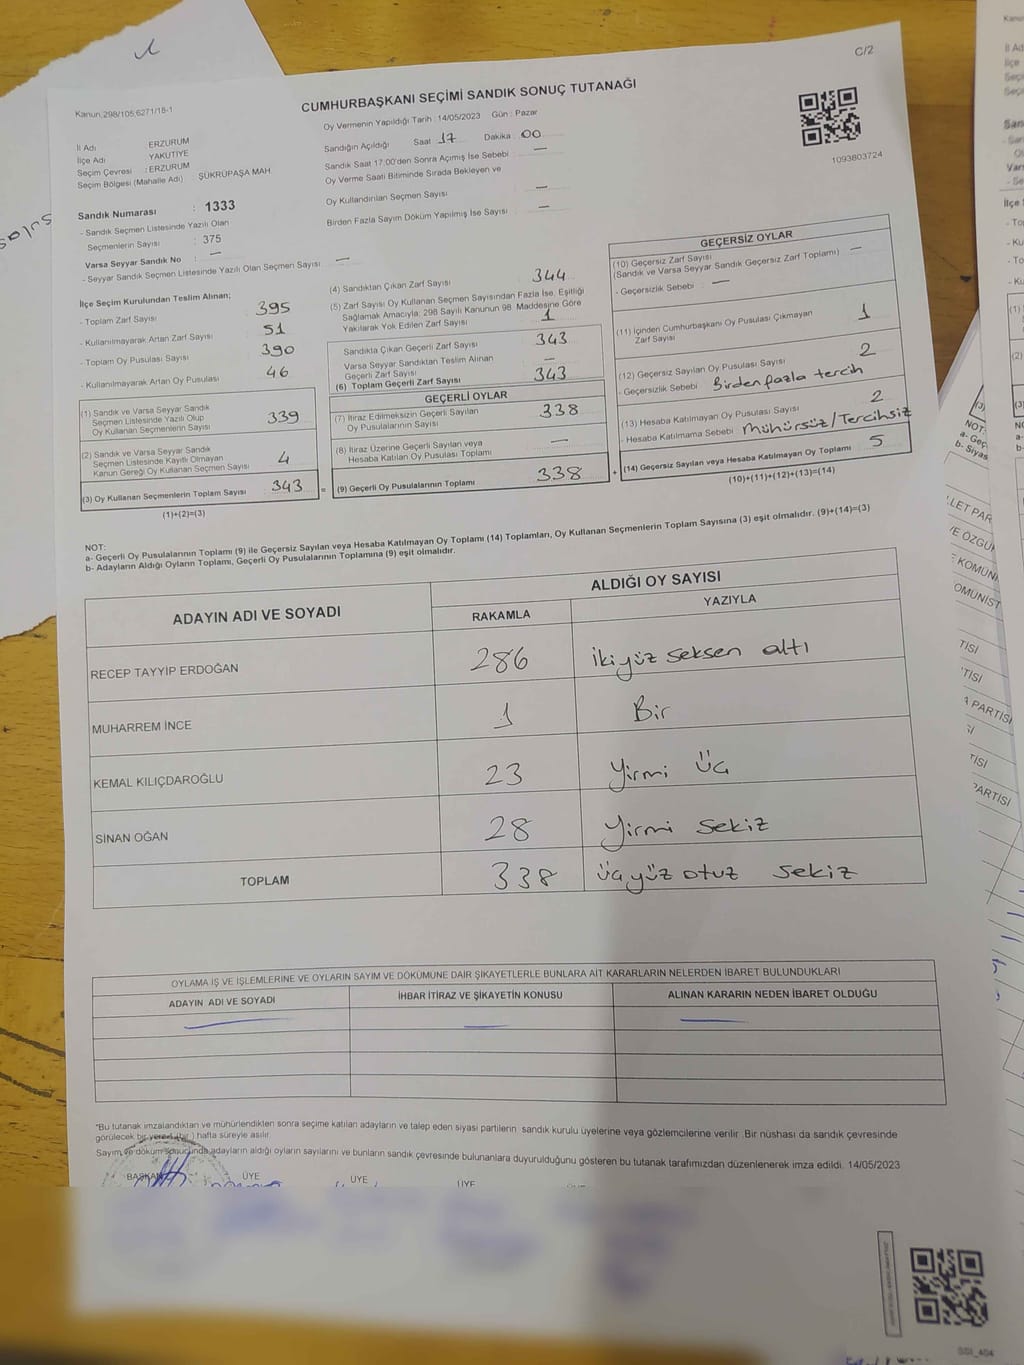 C/2
Kanun,298/105,6271/18-1
CUMHURBAŞKANI SEÇİMİ SANDIK SONUÇ TUTANAĞI
Oy Vermenin Yapıldığı Tarih : 14/05/2023 Gün : Pazar
Sandığın Açıldığı Saat 17 Dakika : 00
Sandık Saat 17:00'den Sonra Açımış İse Sebebi : —
Oy Verme Saati Bitiminde Sırada Bekleyen ve
Oy Kullandırılan Seçmen Sayısı : —
Birden Fazla Sayım Döküm Yapılmış İse Sayısı : —
1093803724
İl Adı : ERZURUM
İlçe Adı : YAKUTİYE
Seçim Çevresi : ERZURUM
Seçim Bölgesi (Mahalle Adı) : ŞÜKRÜPAŞA MAH.
Sandık Numarası : 1333
- Sandık Seçmen Listesinde Yazılı Olan
Seçmenlerin Sayısı : 375
Varsa Seyyar Sandık No : —
- Seyyar Sandık Seçmen Listesinde Yazılı Olan Seçmen Sayısı : —
İlçe Seçim Kurulundan Teslim Alınan;
- Toplam Zarf Sayısı : 395
- Kullanılmayarak Artan Zarf Sayısı : 51
- Toplam Oy Pusulası Sayısı : 390
- Kullanılmayarak Artan Oy Pusulası : 46
(1) Sandık ve Varsa Seyyar Sandık
Seçmen Listesinde Yazılı Olup
Oy Kullanan Seçmenlerin Sayısı : 339
(2) Sandık ve Varsa Seyyar Sandık
Seçmen Listesinde Kayıtlı Olmayan
Kanun Gereği Oy Kullanan Seçmen Sayısı : 4
(3) Oy Kullanan Seçmenlerin Toplam Sayısı : 343 =
(1)+(2)=(3)
(4) Sandıktan Çıkan Zarf Sayısı : 344
(5) Zarf Sayısı Oy Kullanan Seçmen Sayısından Fazla İse, Eşitliği
Sağlamak Amacıyla, 298 Sayılı Kanunun 98. Maddesine Göre
Yakılarak Yok Edilen Zarf Sayısı : 1
Sandıkta Çıkan Geçerli Zarf Sayısı : 343
Varsa Seyyar Sandıktan Teslim Alınan
Geçerli Zarf Sayısı : —
(6) Toplam Geçerli Zarf Sayısı : 343
GEÇERLİ OYLAR
(7) İtiraz Edilmeksizin Geçerli Sayılan
Oy Pusulalarının Sayısı : 338
(8) İtiraz Üzerine Geçerli Sayılan veya
Hesaba Katılan Oy Pusulası Toplamı : —
(9) Geçerli Oy Pusulalarının Toplamı : 338 +
GEÇERSİZ OYLAR
(10) Geçersiz Zarf Sayısı
(Sandık ve Varsa Seyyar Sandık Geçersiz Zarf Toplamı) : —
- Geçersizlik Sebebi : —
(11) İçinden Cumhurbaşkanı Oy Pusulası Çıkmayan
Zarf Sayısı : 1
(12) Geçersiz Sayılan Oy Pusulası Sayısı : 2
- Geçersizlik Sebebi : Birden fazla tercih
(13) Hesaba Katılmayan Oy Pusulası Sayısı : 2
- Hesaba Katılmama Sebebi : Mühürsüz/Tercihsiz
(14) Geçersiz Sayılan veya Hesaba Katılmayan Oy Toplamı : 5
(10)+(11)+(12)+(13)=(14)
NOT:
a- Geçerli Oy Pusulalarının Toplamı (9) ile Geçersiz Sayılan veya Hesaba Katılmayan Oy Toplamı (14) Toplamları, Oy Kullanan Seçmenlerin Toplam Sayısına (3) eşit olmalıdır. (9)+(14)=(3)
b- Adayların Aldığı Oyların Toplamı, Geçerli Oy Pusulalarının Toplamına (9) eşit olmalıdır.
ADAYIN ADI VE SOYADI ALDIĞI OY SAYISI
RAKAMLA YAZIYLA
RECEP TAYYİP ERDOĞAN 286 ikiyüz seksen altı
MUHARREM İNCE 1 Bir
KEMAL KILIÇDAROĞLU 23 Yirmi Üç
SİNAN OĞAN 28 Yirmi sekiz
TOPLAM 338 üçyüz otuz sekiz
OYLAMA İŞ VE İŞLEMLERİNE VE OYLARIN SAYIM VE DÖKÜMÜNE DAİR ŞİKAYETLERLE BUNLARA AİT KARARLARIN NELERDEN İBARET BULUNDUKLARI
ADAYIN ADI VE SOYADI İHBAR İTİRAZ VE ŞİKAYETİN KONUSU ALINAN KARARIN NEDEN İBARET OLDUĞU
— — —
"Bu tutanak imzalandıktan ve mühürlendikten sonra seçime katılan adayların ve talep eden siyasi partilerin sandık kurulu üyelerine veya gözlemcilerine verilir .Bir nüshası da sandık çevresinde
görülecek bir yere 1 (bir ) hafta süreyle asılır.
Sayım ve döküm sonucunda adayların aldığı oyların sayılarını ve bunların sandık çevresinde bulunanlara duyurulduğunu gösteren bu tutanak tarafımızdan düzenlenerek imza edildi. 14/05/2023
BAŞKAN ÜYE ÜYE ÜYE